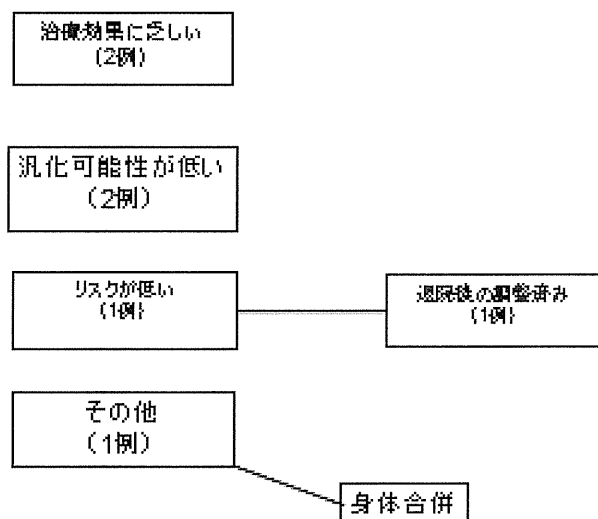 治療効果に乏しい
(2例)
汎化可能性が低い
(2例)
リスクが低い
(1例)
退院後の調整済み
(1例)
その他
(1例)
身体合併